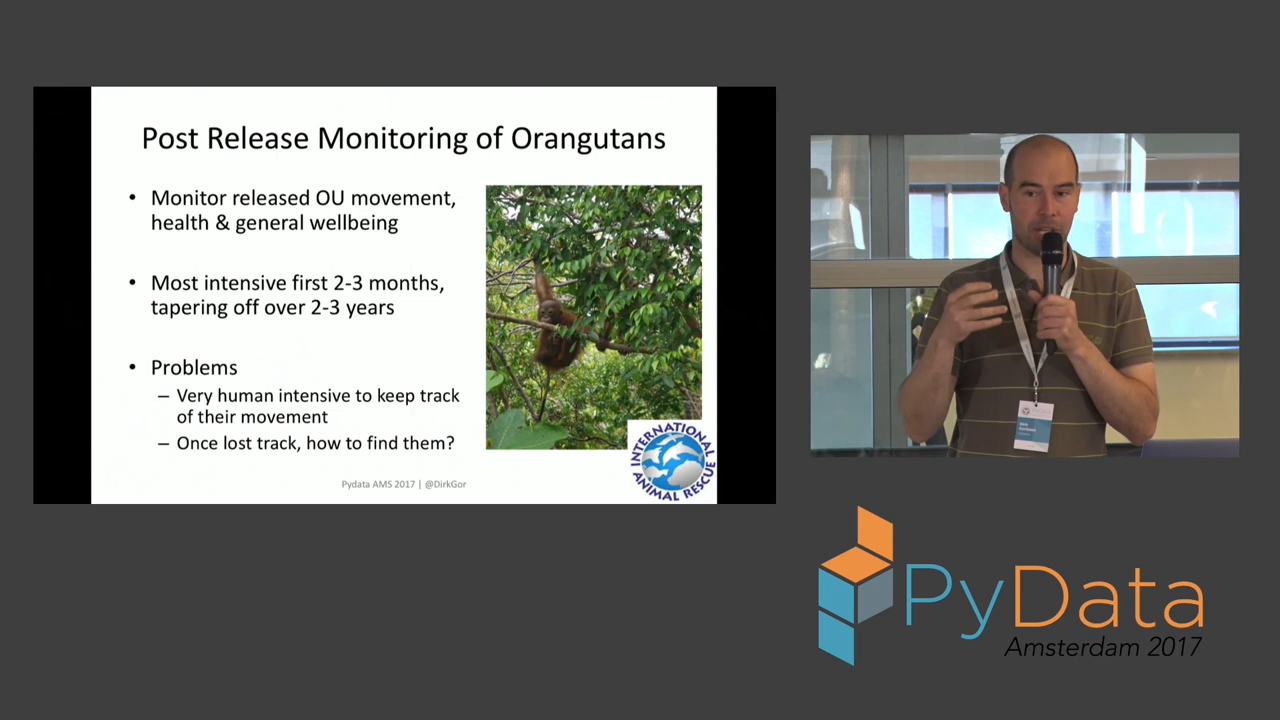 Post Release Monitoring of Orangutans
• Monitor released OU movement,
health & general wellbeing
• Most intensive first 2-3 months,
tapering off over 2-3 years
• Problems
– Very human intensive to keep track
of their movement
– Once lost track, how to find them?
Pydata AMS 2017 | @DirkGor
INTERNATIONAL
ANIMAL RESCUE
PyData
Amsterdam 2017